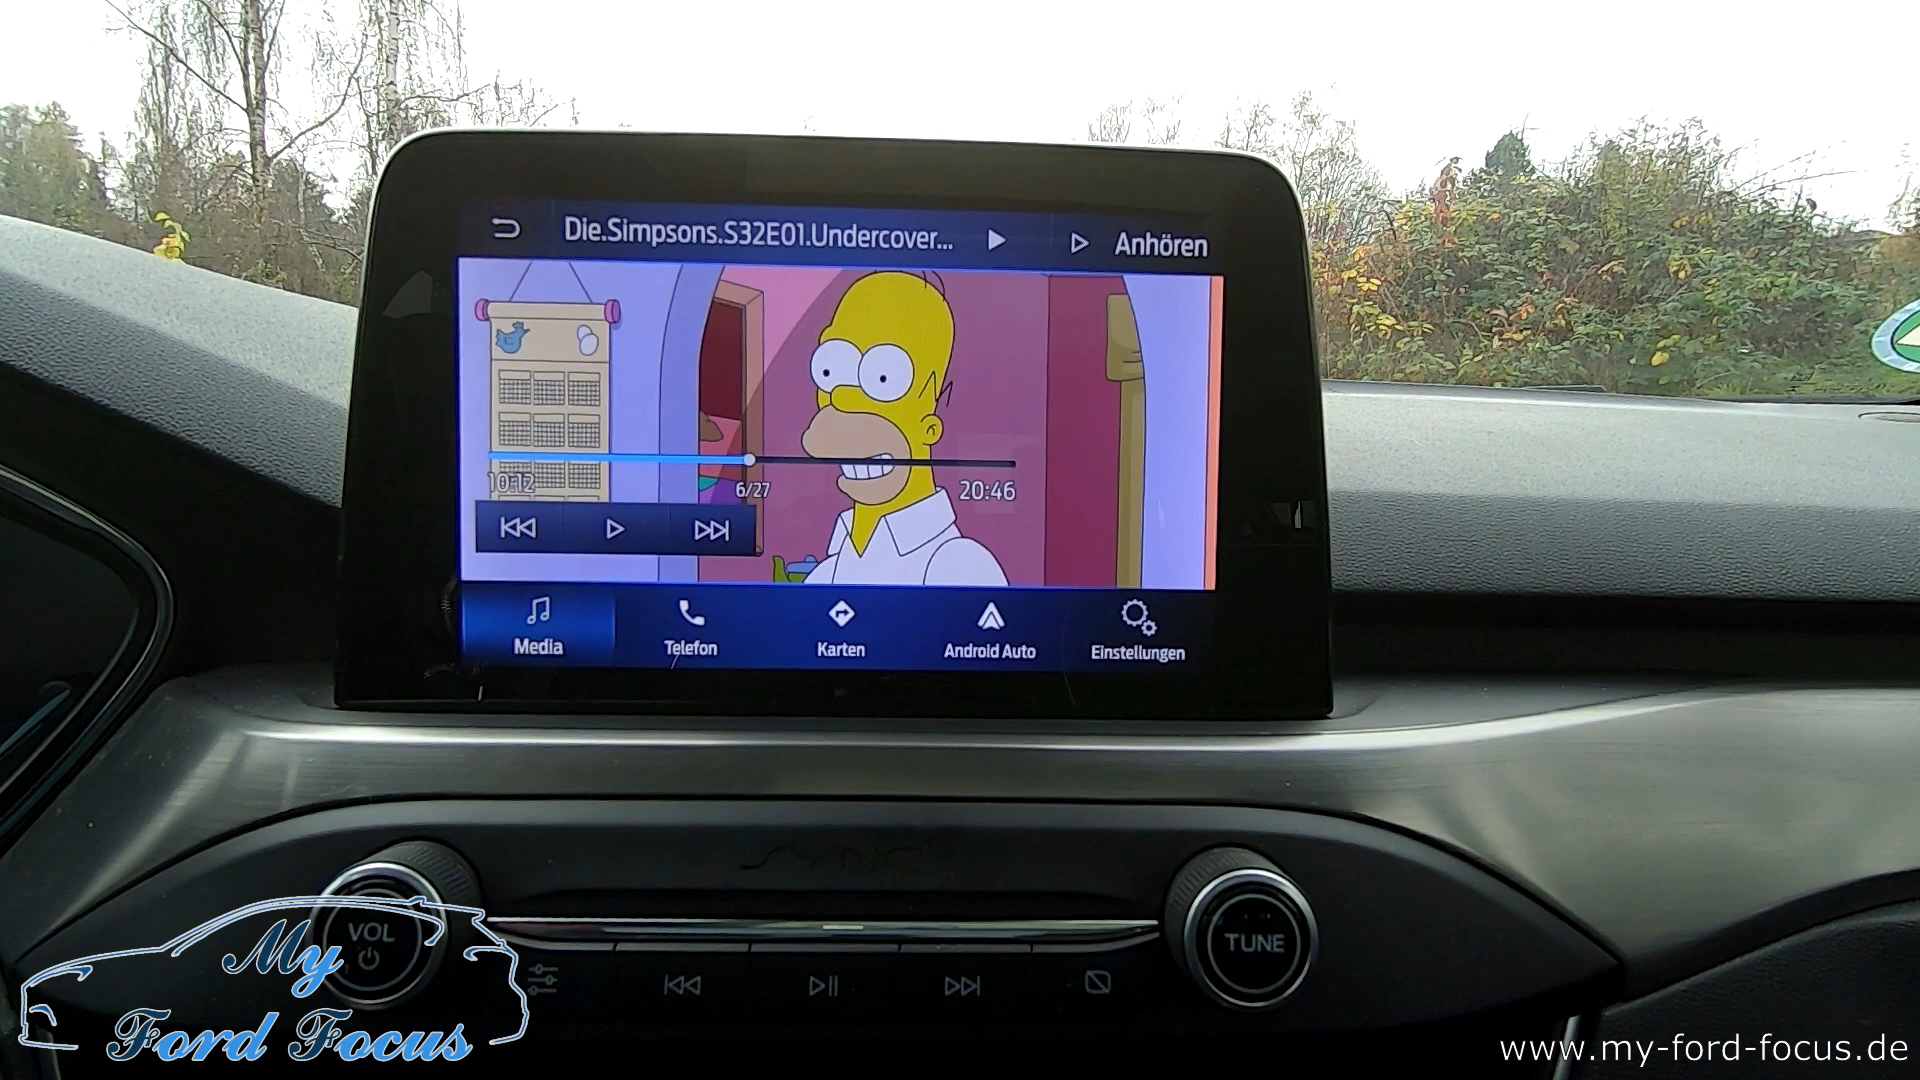 Die.Simpsons.S32E01.Undercover...
Anhören
10:12
6/27
20:46
Media
Telefon
Karten
Android Auto
Einstellungen
SYNC
VOL
TUNE
My
Ford Focus
www.my-ford-focus.de